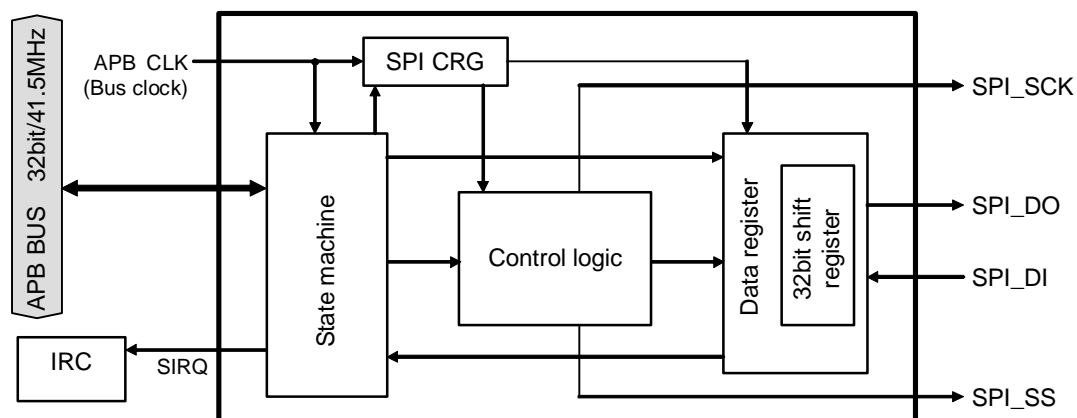 APB BUS 32bit/41.5MHz
APB CLK
(Bus clock)
SPI CRG
SPI_SCK
State machine
Control logic
Data register
32bit shift
register
SPI_DO
SPI_DI
IRC
SIRQ
SPI_SS